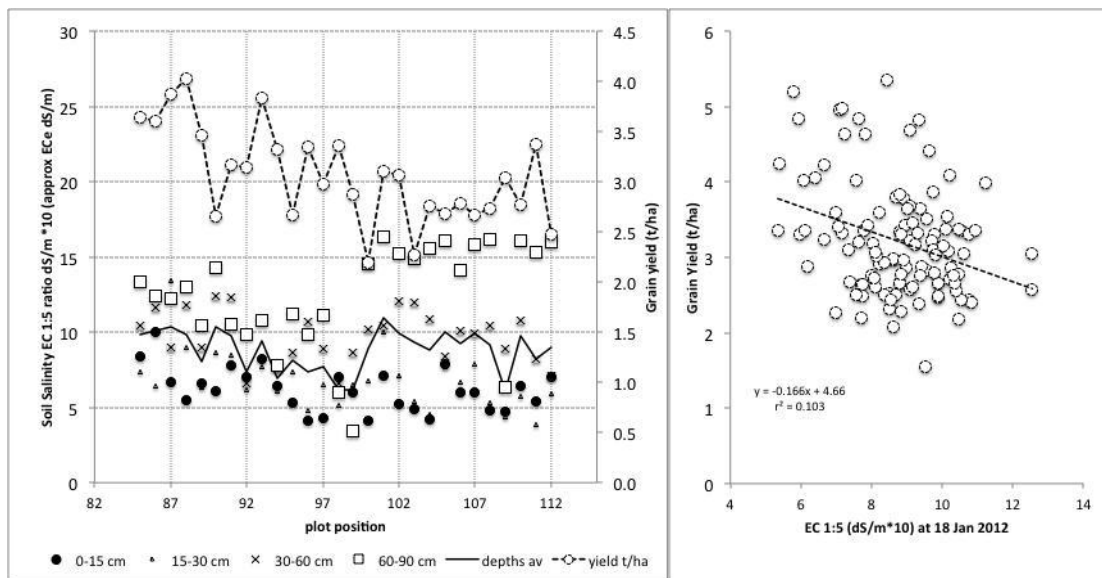 Soil Salinity EC 1:5 ratio dS/m *10 (approx ECe dS/m)
30
25
20
15
10
5
0
82
87
92
97
102
107
112
plot position
4.5
4.0
3.5
3.0
2.5
2.0
1.5
1.0
0.5
0.0
Grain yield (t/ha)
0-15 cm
15-30 cm
30-60 cm
60-90 cm
depths av
yield t/ha
Grain Yield (t/ha)
6
5
4
3
2
1
0
y = -0.166x + 4.66
r² = 0.103
4
6
8
10
12
14
EC 1:5 (dS/m*10) at 18 Jan 2012